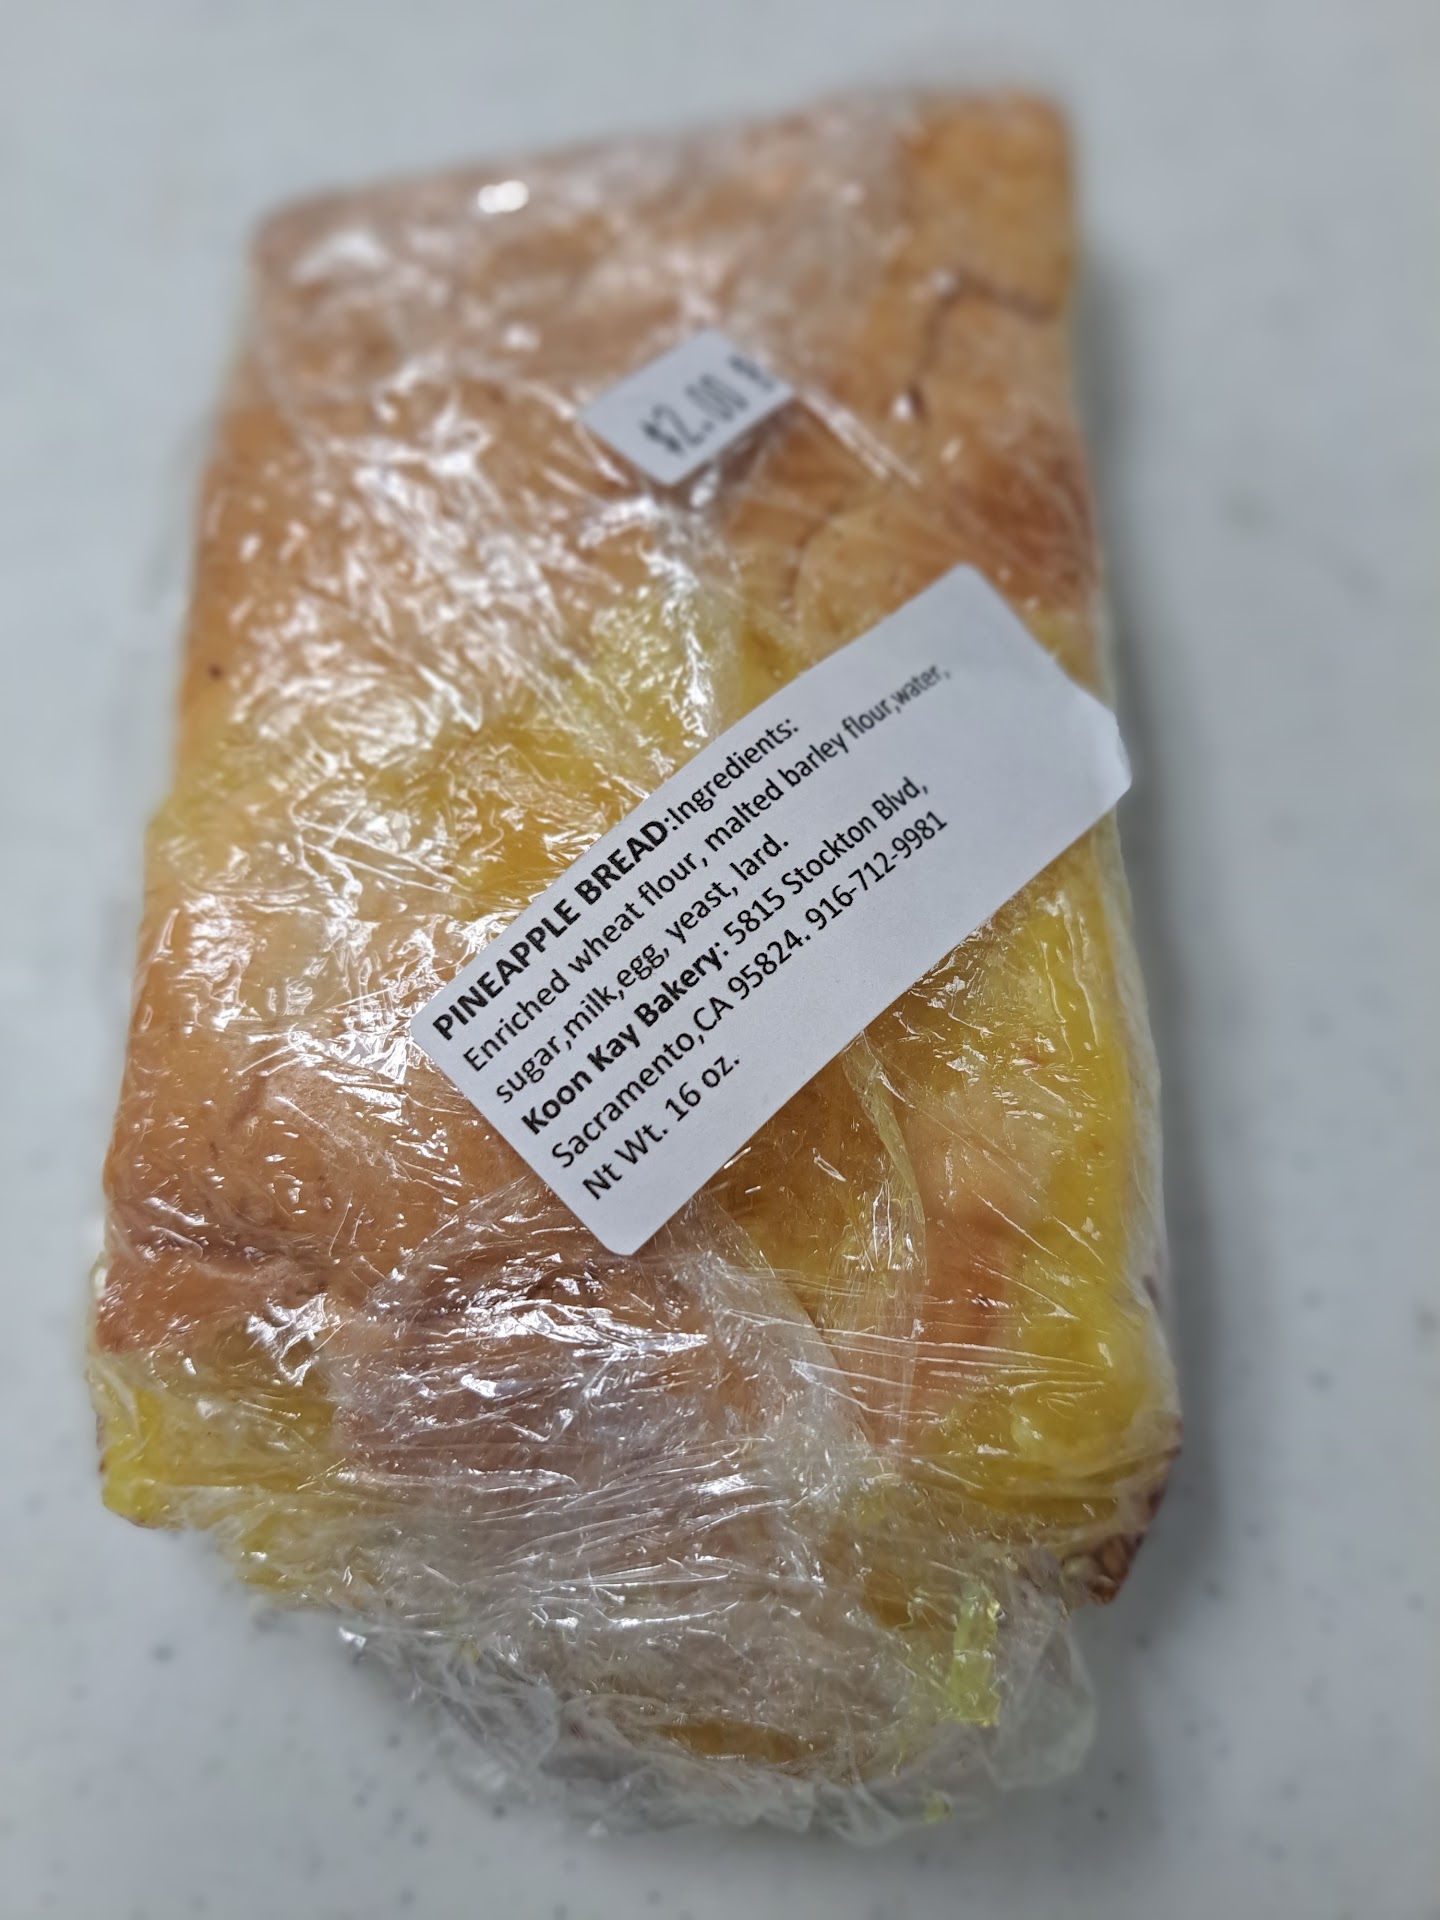 $2.00
PINEAPPLE BREAD:Ingredients:
Enriched wheat flour, malted barley flour,water,
sugar,milk,egg, yeast, lard.
Koon Kay Bakery: 5815 Stockton Blvd,
Sacramento,CA 95824. 916-712-9981
Nt Wt. 16 oz.